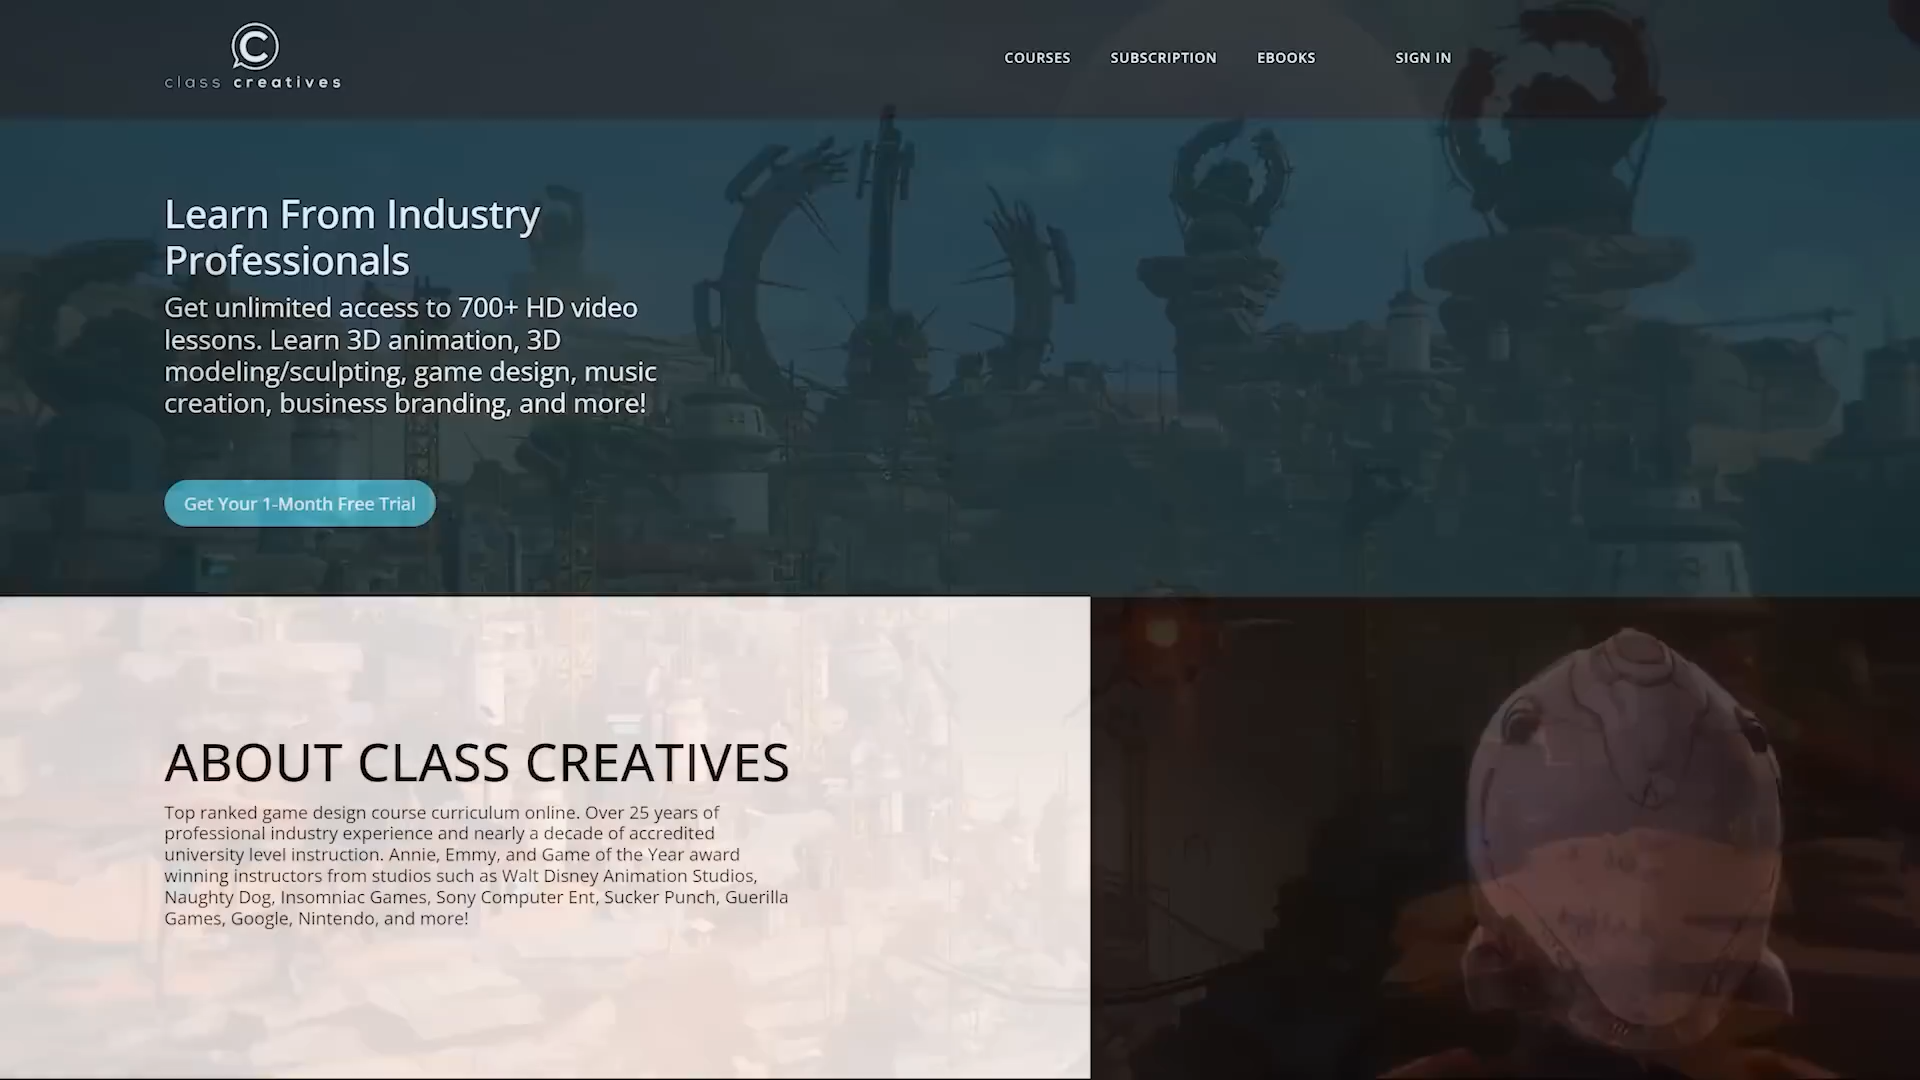 C
class creatives
COURSES
SUBSCRIPTION
EBOOKS
SIGN IN
Learn From Industry
Professionals
Get unlimited access to 700+ HD video
lessons. Learn 3D animation, 3D
modeling/sculpting, game design, music
creation, business branding, and more!
Get Your 1-Month Free Trial
ABOUT CLASS CREATIVES
Top ranked game design course curriculum online. Over 25 years of
professional industry experience and nearly a decade of accredited
university level instruction. Annie, Emmy, and Game of the Year award
winning instructors from studios such as Walt Disney Animation Studios,
Naughty Dog, Insomniac Games, Sony Computer Ent, Sucker Punch, Guerilla
Games, Google, Nintendo, and more!